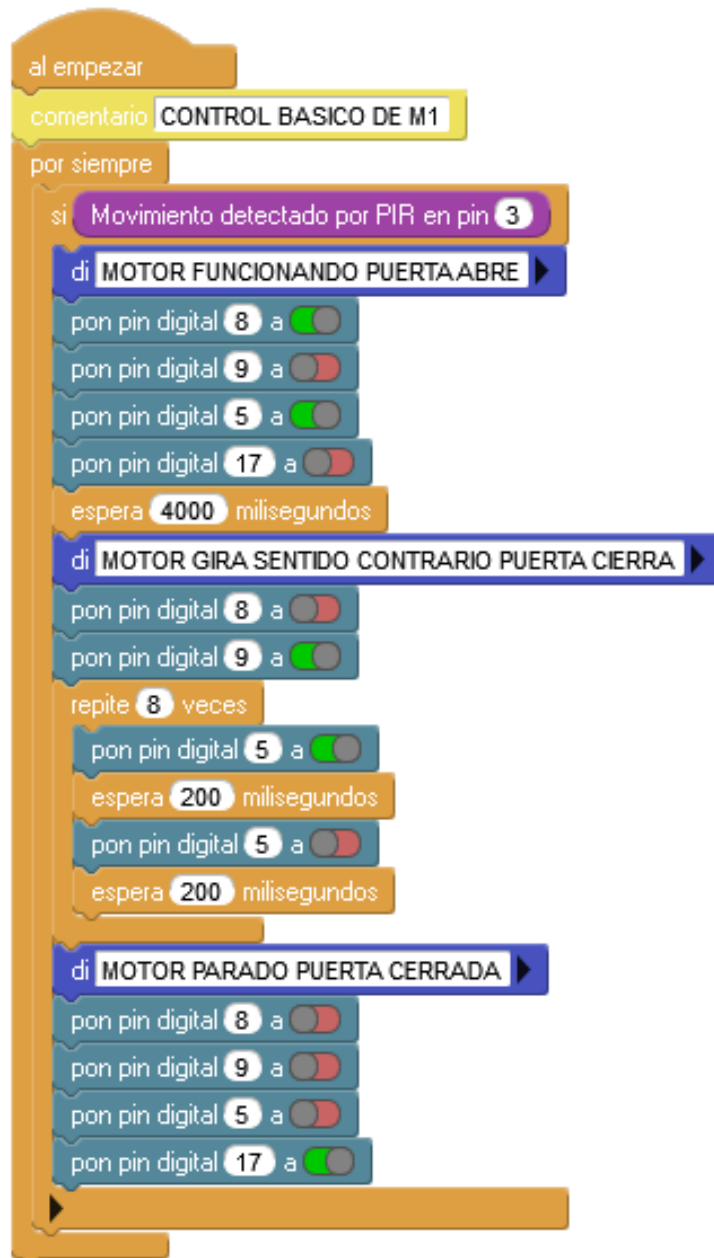 al empezar
comentario CONTROL BASICO DE M1
por siempre
si Movimiento detectado por PIR en pin 3
di MOTOR FUNCIONANDO PUERTA ABRE
pon pin digital 8 a
pon pin digital 9 a
pon pin digital 5 a
pon pin digital 17 a
espera 4000 milisegundos
di MOTOR GIRA SENTIDO CONTRARIO PUERTA CIERRA
pon pin digital 8 a
pon pin digital 9 a
repite 8 veces
pon pin digital 5 a
espera 200 milisegundos
pon pin digital 5 a
espera 200 milisegundos
di MOTOR PARADO PUERTA CERRADA
pon pin digital 8 a
pon pin digital 9 a
pon pin digital 5 a
pon pin digital 17 a